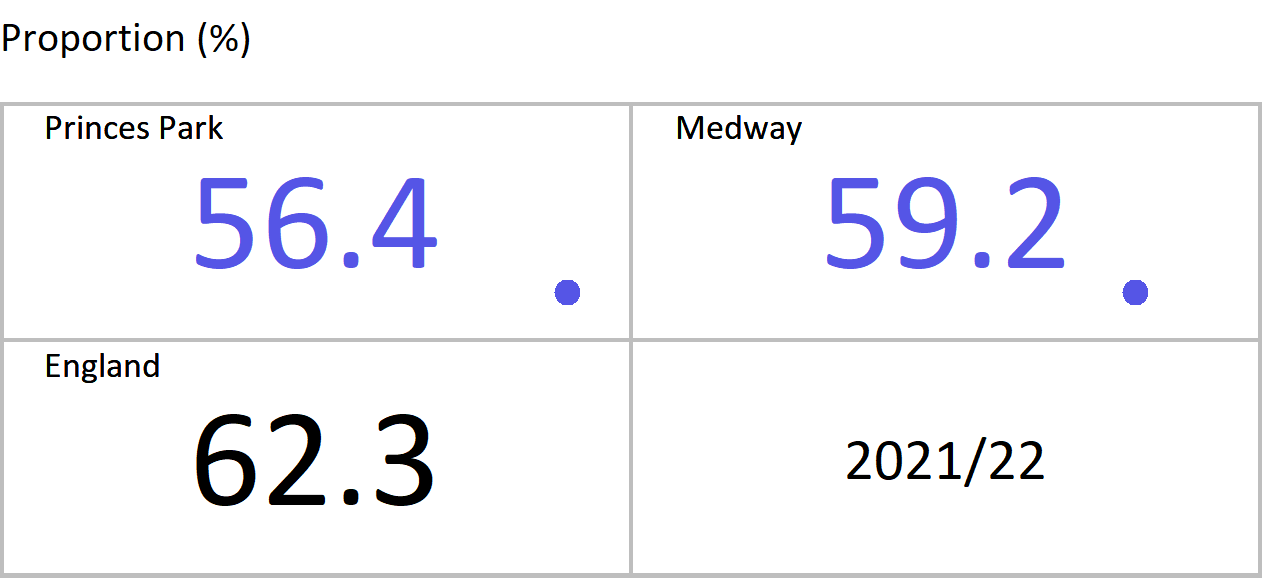 Proportion (%)
Princes Park
56.4
Medway
59.2
England
62.3
2021/22